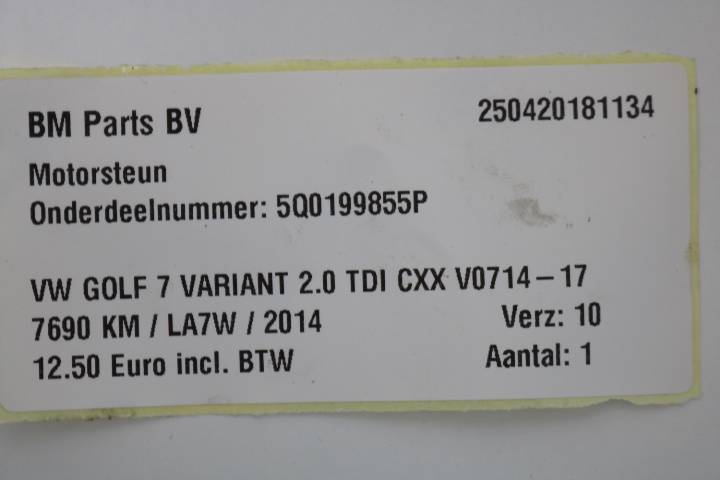 BM Parts BV 250420181134
Motorsteun
Onderdeelnummer: 5Q0199855P
VW GOLF 7 VARIANT 2.0 TDI CXX V0714-17
7690 KM / LA7W / 2014 Verz: 10
12.50 Euro incl. BTW Aantal: 1